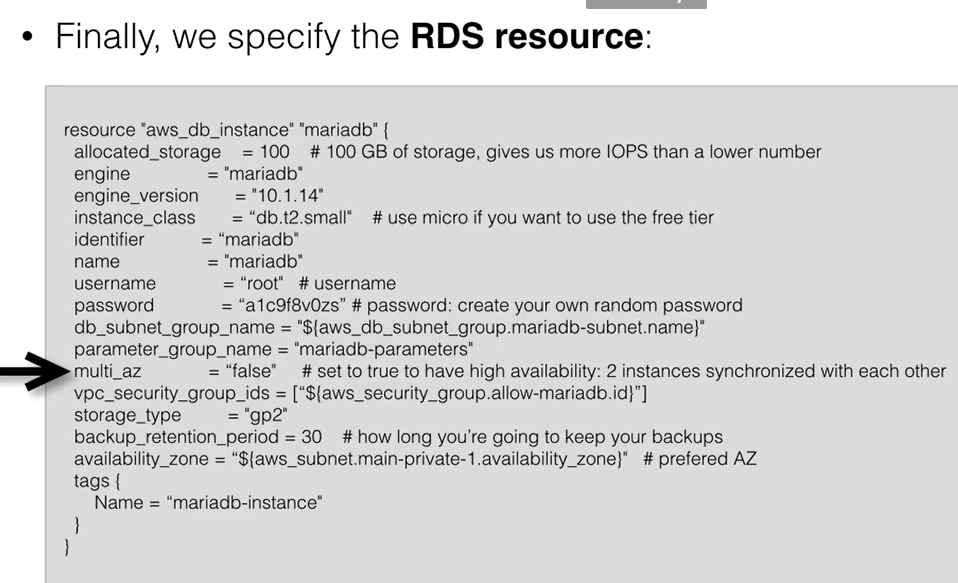 • Finally, we specify the RDS resource:
resource "aws_db_instance" "mariadb" {
allocated_storage = 100 # 100 GB of storage, gives us more IOPS than a lower number
engine = "mariadb"
engine_version = "10.1.14"
instance_class = “db.t2.small" # use micro if you want to use the free tier
identifier = “mariadb"
name = "mariadb"
username = “root" # username
password = “a1c9f8v0zs” # password: create your own random password
db_subnet_group_name = "${aws_db_subnet_group.mariadb-subnet.name}"
parameter_group_name = "mariadb-parameters"
multi_az = “false" # set to true to have high availability: 2 instances synchronized with each other
vpc_security_group_ids = [“${aws_security_group.allow-mariadb.id}”]
storage_type = "gp2"
backup_retention_period = 30 # how long you’re going to keep your backups
availability_zone = “${aws_subnet.main-private-1.availability_zone}" # prefered AZ
tags {
Name = “mariadb-instance"
}
}